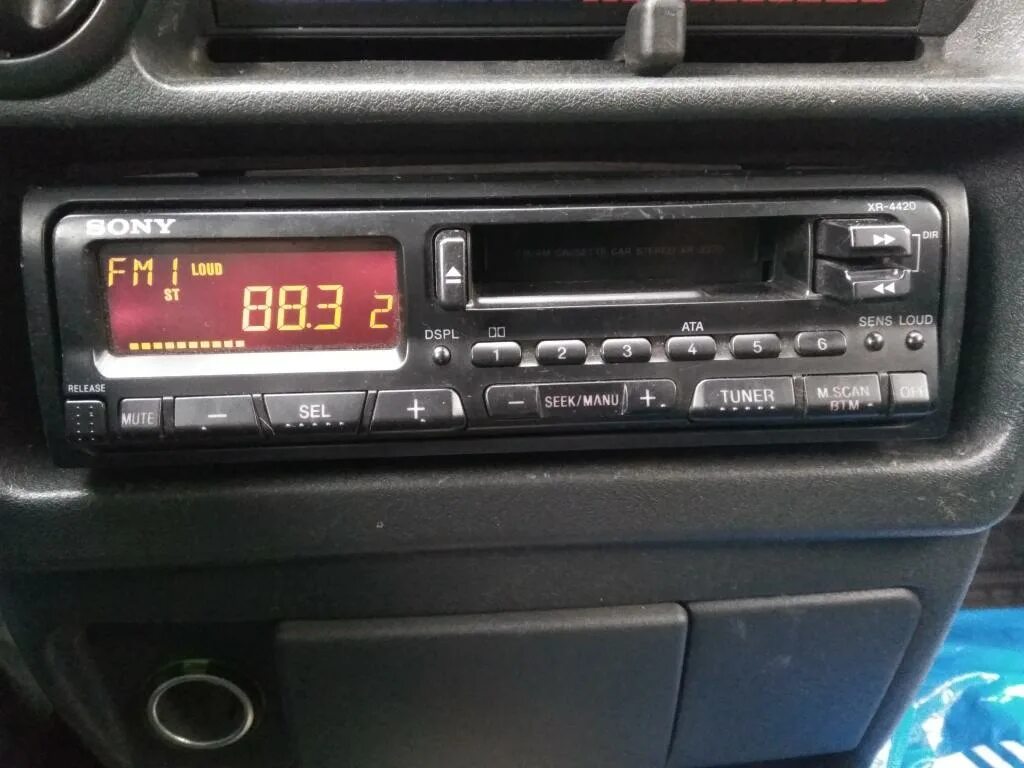 SONY
XR-4420
FM1 LOUD
ST
88.3 2
DIR
DSPL
ATA
SENS LOUD
1 2 3 4 5 6
RELEASE
MUTE − SEL +
− SEEK/MANU +
TUNER
M.SCAN
BTM
OFF